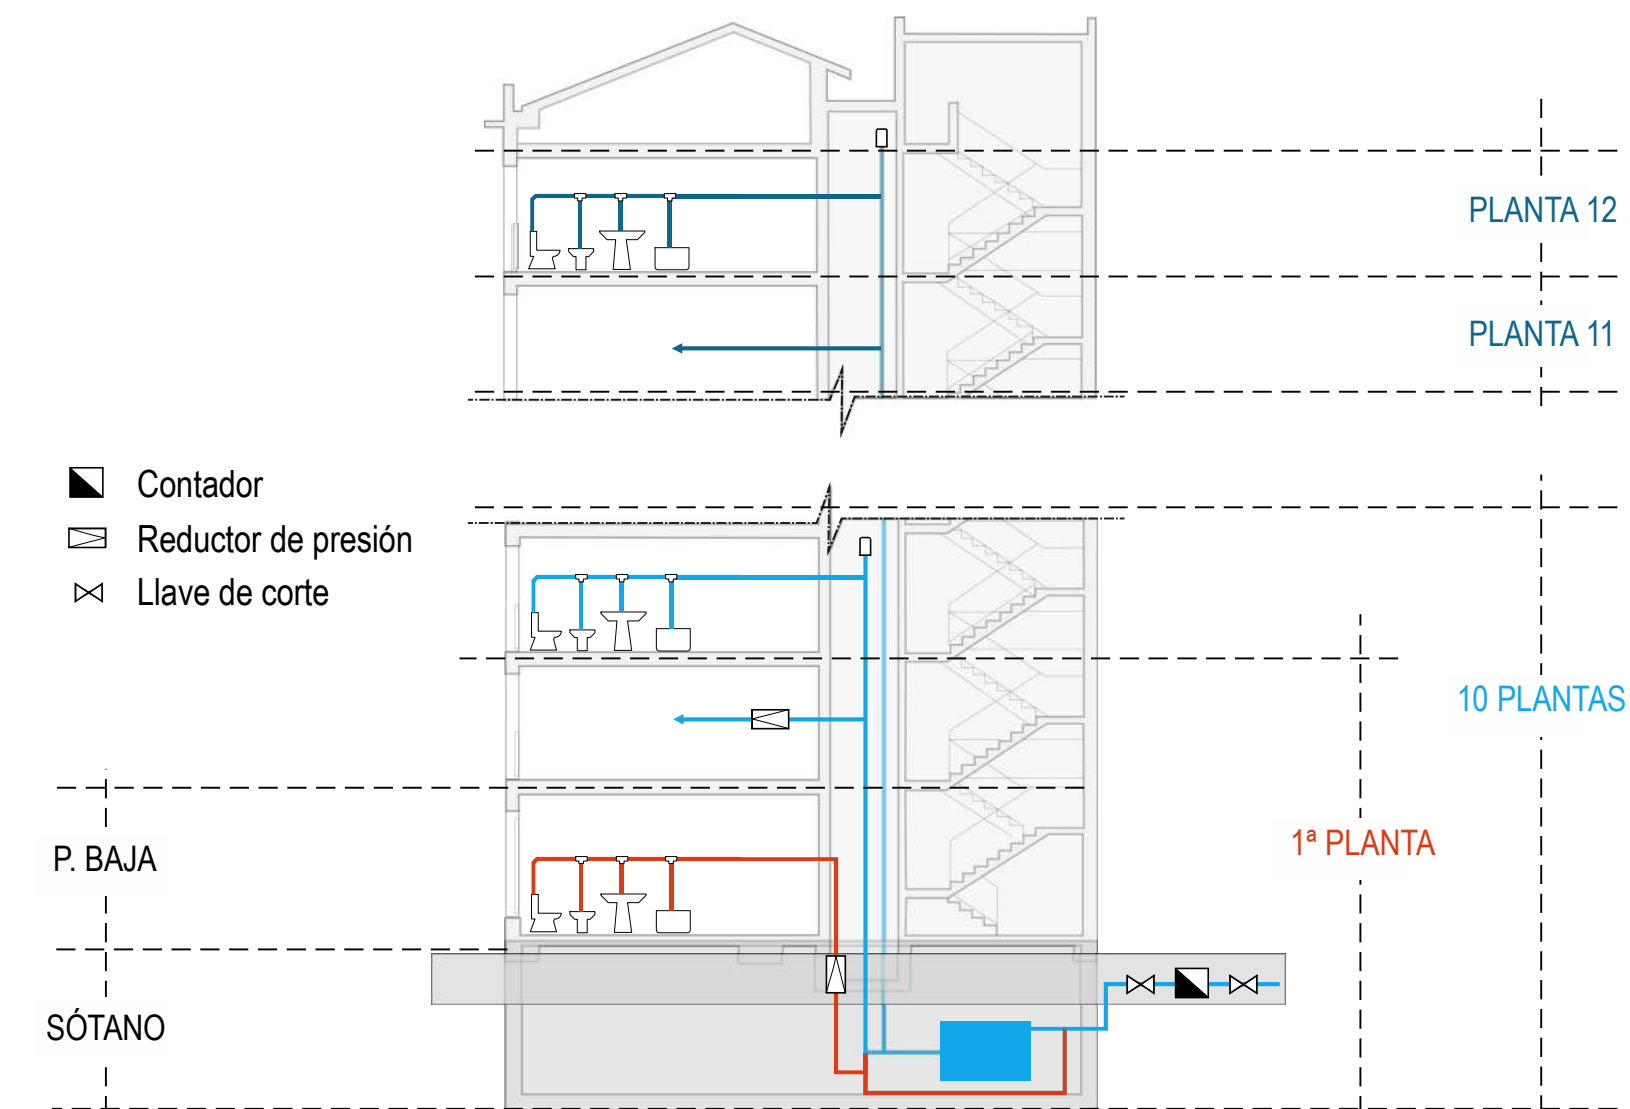 PLANTA 12
PLANTA 11
Contador
Reductor de presión
Llave de corte
10 PLANTAS
1ª PLANTA
P. BAJA
SÓTANO